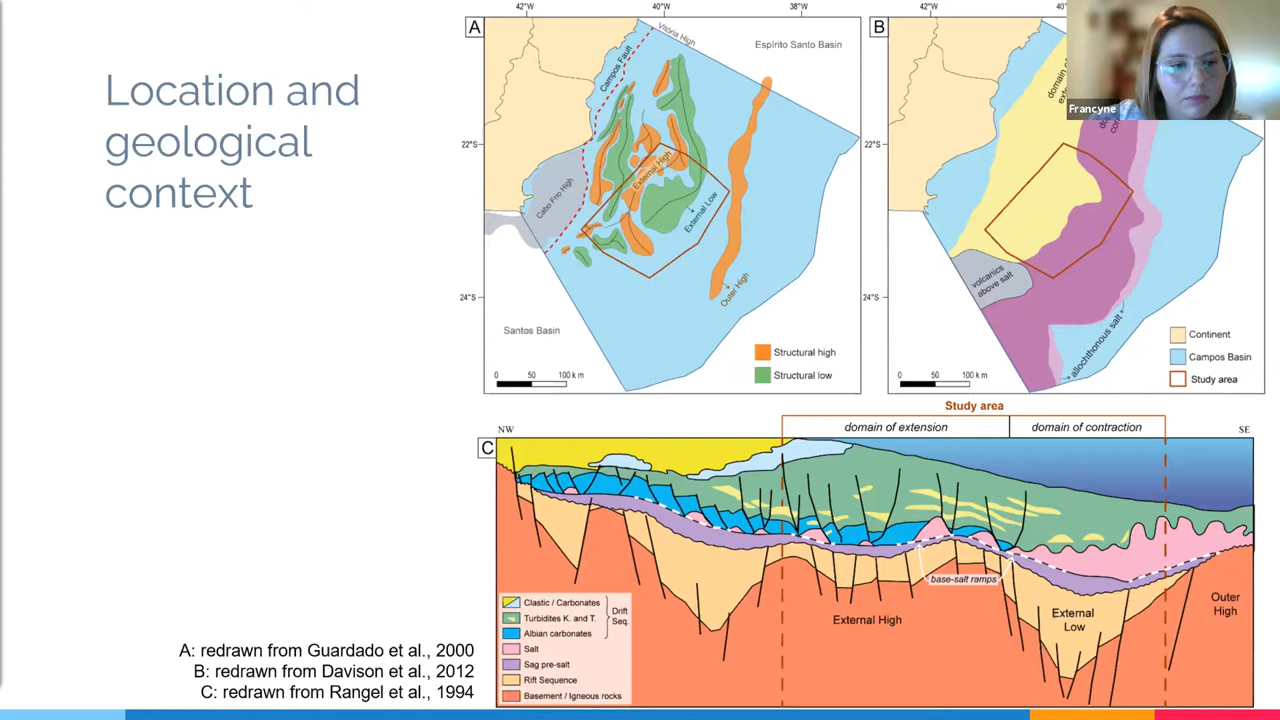 Location and
geological
context
A: redrawn from Guardado et al., 2000
B: redrawn from Davison et al., 2012
C: redrawn from Rangel et al., 1994
A
42°W
40°W
38°W
22°S
24°S
Vitória High
Espírito Santo Basin
Campos Fault
Cabo Frio High
External High
External Low
Outer High
Santos Basin
Structural high
Structural low
0 50 100 km
B
42°W
22°S
24°S
Francyne
domain of
volcanics
above salt
allochthonous salt
Continent
Campos Basin
Study area
0 50 100 km
Study area
domain of extension
domain of contraction
C
NW
SE
base-salt ramps
External High
External
Low
Outer
High
Clastic / Carbonates
Turbidites K. and T.
Albian carbonates
Drift
Seq.
Salt
Sag pre-salt
Rift Sequence
Basement / Igneous rocks